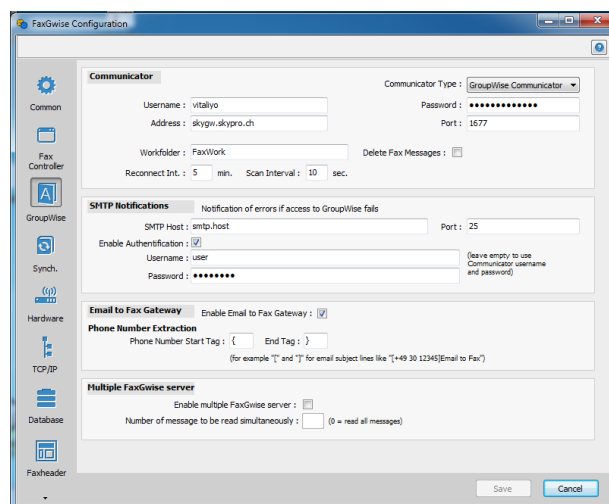 FaxGwise Configuration
Common
Fax
Controller
GroupWise
Synch.
Hardware
TCP/IP
Database
Faxheader
Communicator
Communicator Type : GroupWise Communicator
Username : vitaliyo
Password : •••••••••••••
Address : skygw.skypro.ch
Port : 1677
Workfolder : FaxWork
Delete Fax Messages :
Reconnect Int. : 5 min. Scan Interval : 10 sec.
SMTP Notifications Notification of errors if access to GroupWise fails
SMTP Host : smtp.host
Port : 25
Enable Authentification :
Username : user
(leave empty to use
Communicator username
and password)
Password : ••••••••
Email to Fax Gateway Enable Email to Fax Gateway :
Phone Number Extraction
Phone Number Start Tag : { End Tag : }
(for example "[" and "]" for email subject lines like "[+49 30 12345]Email to Fax")
Multiple FaxGwise server
Enable multiple FaxGwise server :
Number of message to be read simultaneously : (0 = read all messages)
Save Cancel